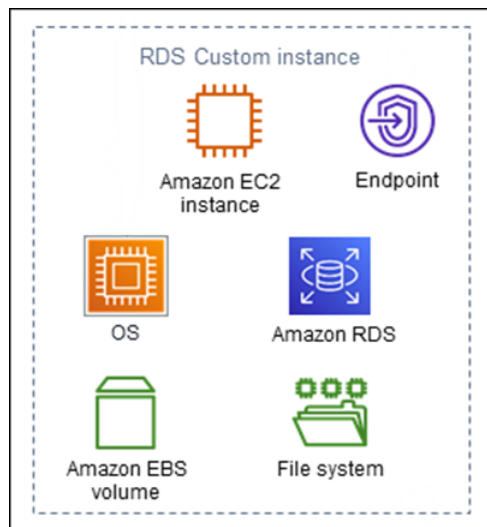 RDS Custom instance
Amazon EC2
instance
Endpoint
OS
Amazon RDS
Amazon EBS
volume
File system